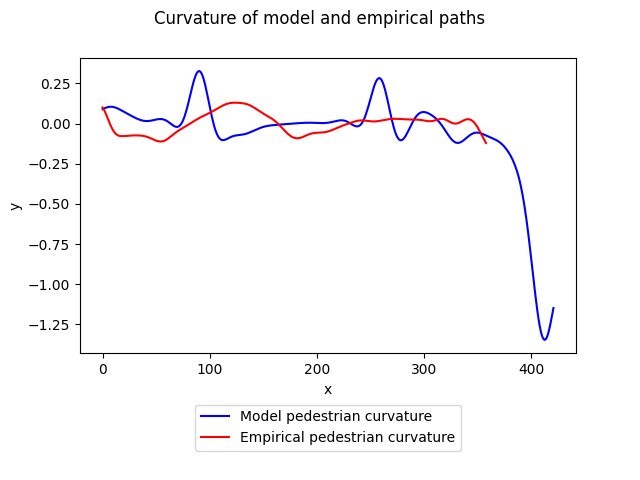 Curvature of model and empirical paths
0.25
0.00
−0.25
−0.50
−0.75
−1.00
−1.25
y
0 100 200 300 400
x
Model pedestrian curvature
Empirical pedestrian curvature